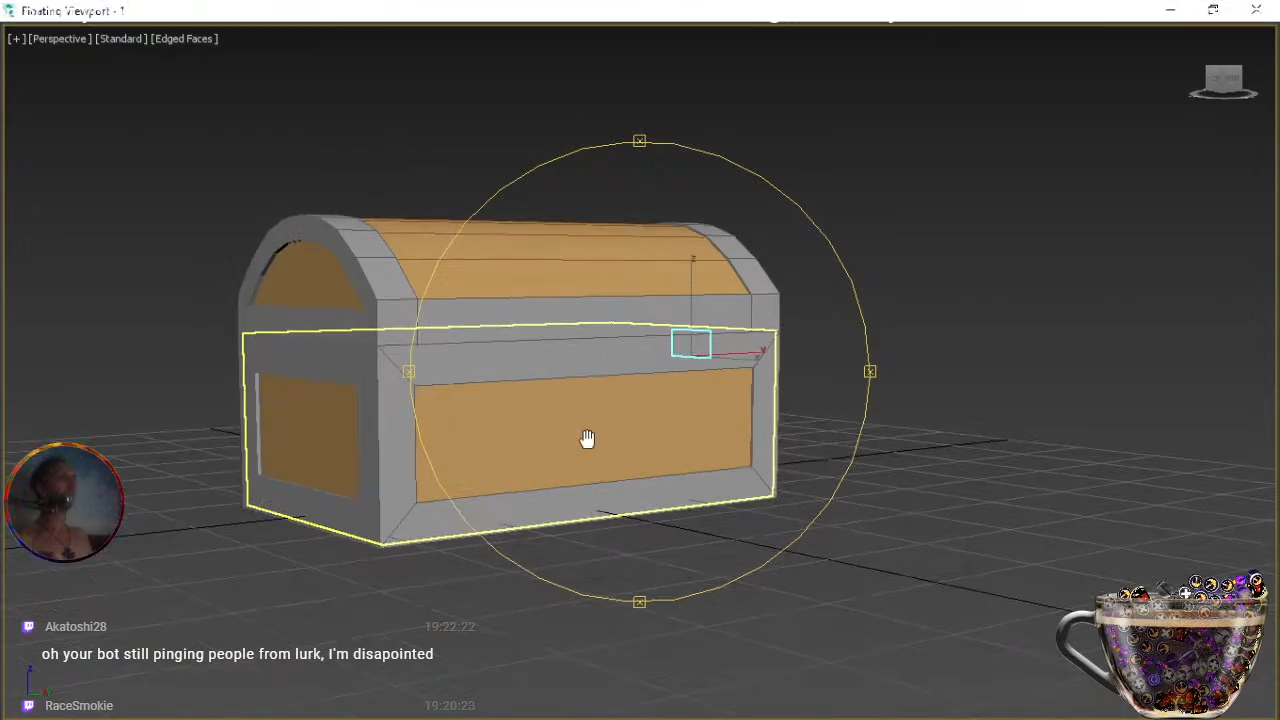 Floating Viewport - 1
[ + ] [Perspective ] [Standard ] [Edged Faces ]
z
Akatoshi28 19:22:22
oh your bot still pinging people from lurk, I'm disapointed
z
RaceSmokie 19:20:23